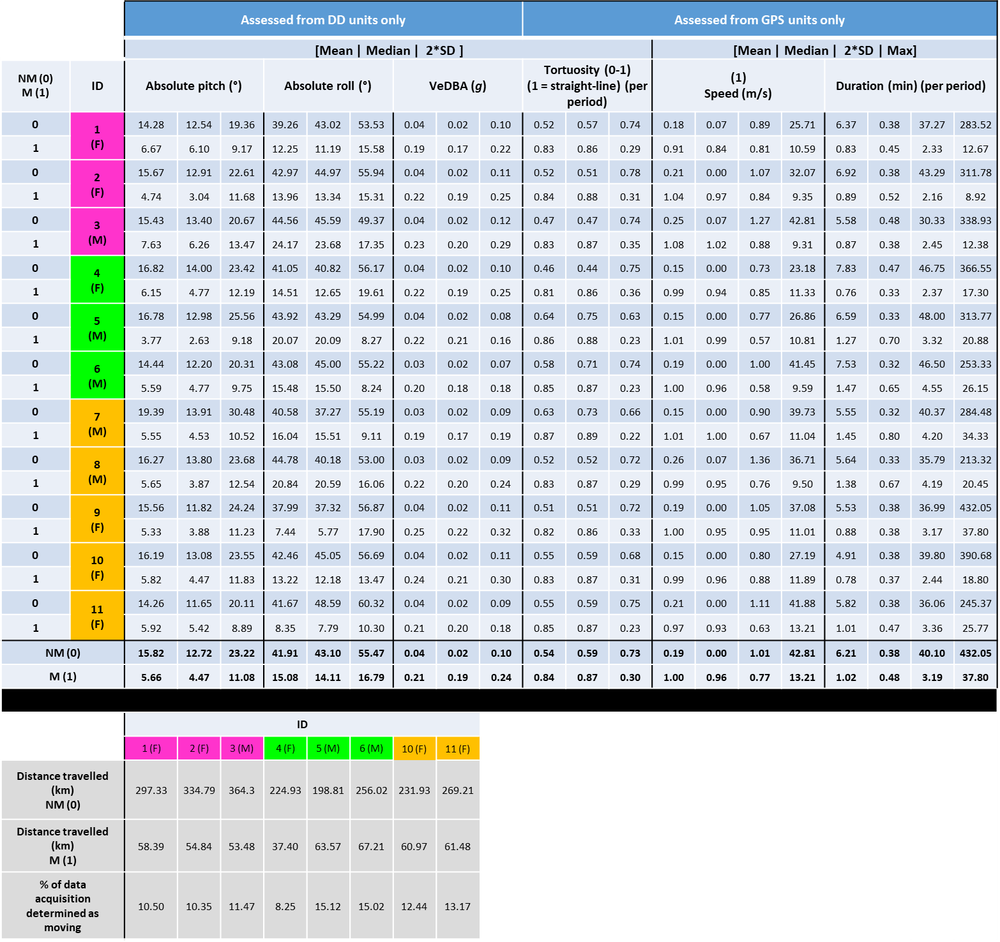 Assessed from DD units only Assessed from GPS units only
[Mean | Median | 2*SD ] [Mean | Median | 2*SD | Max]
NM (0)
M (1)
ID
Absolute pitch (°)
Absolute roll (°)
VeDBA (g)
Tortuosity (0-1)
(1 = straight-line) (per
period)
(1)
Speed (m/s)
Duration (min) (per period)
0 1 (F) 14.28 12.54 19.36 39.26 43.02 53.53 0.04 0.02 0.10 0.52 0.57 0.74 0.18 0.07 0.89 25.71 6.37 0.38 37.27 283.52
1 6.67 6.10 9.17 12.25 11.19 15.58 0.19 0.17 0.22 0.83 0.86 0.29 0.91 0.84 0.81 10.59 0.83 0.45 2.33 12.67
0 2 (F) 15.67 12.91 22.61 42.97 44.97 55.94 0.04 0.02 0.11 0.52 0.51 0.78 0.21 0.00 1.07 32.07 6.92 0.38 43.29 311.78
1 4.74 3.04 11.68 13.96 13.34 15.31 0.22 0.19 0.25 0.84 0.88 0.31 1.04 0.97 0.84 9.35 0.89 0.52 2.16 8.92
0 3 (M) 15.43 13.40 20.67 44.56 45.59 49.37 0.04 0.02 0.12 0.47 0.47 0.74 0.25 0.07 1.27 42.81 5.58 0.48 30.33 338.93
1 7.63 6.26 13.47 24.17 23.68 17.35 0.23 0.20 0.29 0.83 0.87 0.35 1.08 1.02 0.88 9.31 0.87 0.38 2.45 12.38
0 4 (F) 16.82 14.00 23.42 41.05 40.82 56.17 0.04 0.02 0.10 0.46 0.44 0.75 0.15 0.00 0.73 23.18 7.83 0.47 46.75 366.55
1 6.15 4.77 12.19 14.51 12.65 19.61 0.22 0.19 0.25 0.81 0.86 0.36 0.99 0.94 0.85 11.33 0.76 0.33 2.37 17.30
0 5 (M) 16.78 12.98 25.56 43.92 43.29 54.99 0.04 0.02 0.08 0.64 0.75 0.63 0.15 0.00 0.77 26.86 6.59 0.33 48.00 313.77
1 3.77 2.63 9.18 20.07 20.09 8.27 0.22 0.21 0.16 0.86 0.88 0.23 1.01 0.99 0.57 10.81 1.27 0.70 3.32 20.88
0 6 (M) 14.44 12.20 20.31 43.08 45.00 55.22 0.03 0.02 0.07 0.58 0.71 0.74 0.19 0.00 1.00 41.45 7.53 0.32 46.50 253.33
1 5.59 4.77 9.75 15.48 15.50 8.24 0.20 0.18 0.18 0.85 0.87 0.23 1.00 0.96 0.58 9.59 1.47 0.65 4.55 26.15
0 7 (M) 19.39 13.91 30.48 40.58 37.27 55.19 0.03 0.02 0.09 0.63 0.73 0.66 0.15 0.00 0.90 39.73 5.55 0.32 40.37 284.48
1 5.55 4.53 10.52 16.04 15.51 9.11 0.19 0.17 0.19 0.87 0.89 0.22 1.01 1.00 0.67 11.04 1.45 0.80 4.20 34.33
0 8 (M) 16.27 13.80 23.68 44.78 40.18 53.00 0.03 0.02 0.09 0.52 0.52 0.72 0.26 0.07 1.36 36.71 5.64 0.33 35.79 213.32
1 5.65 3.87 12.54 20.84 20.59 16.06 0.22 0.20 0.24 0.83 0.87 0.29 0.99 0.95 0.76 9.50 1.38 0.67 4.19 20.45
0 9 (F) 15.56 11.82 24.24 37.99 37.32 56.87 0.04 0.02 0.11 0.51 0.51 0.72 0.19 0.00 1.05 37.08 5.53 0.38 36.99 432.05
1 5.33 3.88 11.23 7.44 5.77 17.90 0.25 0.22 0.32 0.82 0.86 0.33 1.00 0.95 0.95 11.01 0.88 0.38 3.17 37.80
0 10 (F) 16.19 13.08 23.55 42.46 45.05 56.69 0.04 0.02 0.11 0.55 0.59 0.68 0.15 0.00 0.80 27.19 4.91 0.38 39.80 390.68
1 5.82 4.47 11.83 13.22 12.18 13.47 0.24 0.21 0.30 0.83 0.87 0.31 0.99 0.96 0.88 11.89 0.78 0.37 2.44 18.80
0 11 (F) 14.26 11.65 20.11 41.67 48.59 60.32 0.04 0.02 0.09 0.55 0.59 0.75 0.21 0.00 1.11 41.88 5.82 0.38 36.06 245.37
1 5.92 5.42 8.89 8.35 7.79 10.30 0.21 0.20 0.18 0.85 0.87 0.23 0.97 0.93 0.63 13.21 1.01 0.47 3.36 25.77
NM (0) 15.82 12.72 23.22 41.91 43.10 55.47 0.04 0.02 0.10 0.54 0.59 0.73 0.19 0.00 1.01 42.81 6.21 0.38 40.10 432.05
M (1) 5.66 4.47 11.08 15.08 14.11 16.79 0.21 0.19 0.24 0.84 0.87 0.30 1.00 0.96 0.77 13.21 1.02 0.48 3.19 37.80
ID
1 (F) 2 (F) 3 (M) 4 (F) 5 (M) 6 (M) 10 (F) 11 (F)
Distance travelled
(km)
NM (0)
297.33 334.79 364.3 224.93 198.81 256.02 231.93 269.21
Distance travelled
(km)
M (1)
58.39 54.84 53.48 37.40 63.57 67.21 60.97 61.48
% of data
acquisition
determined as
moving
10.50 10.35 11.47 8.25 15.12 15.02 12.44 13.17